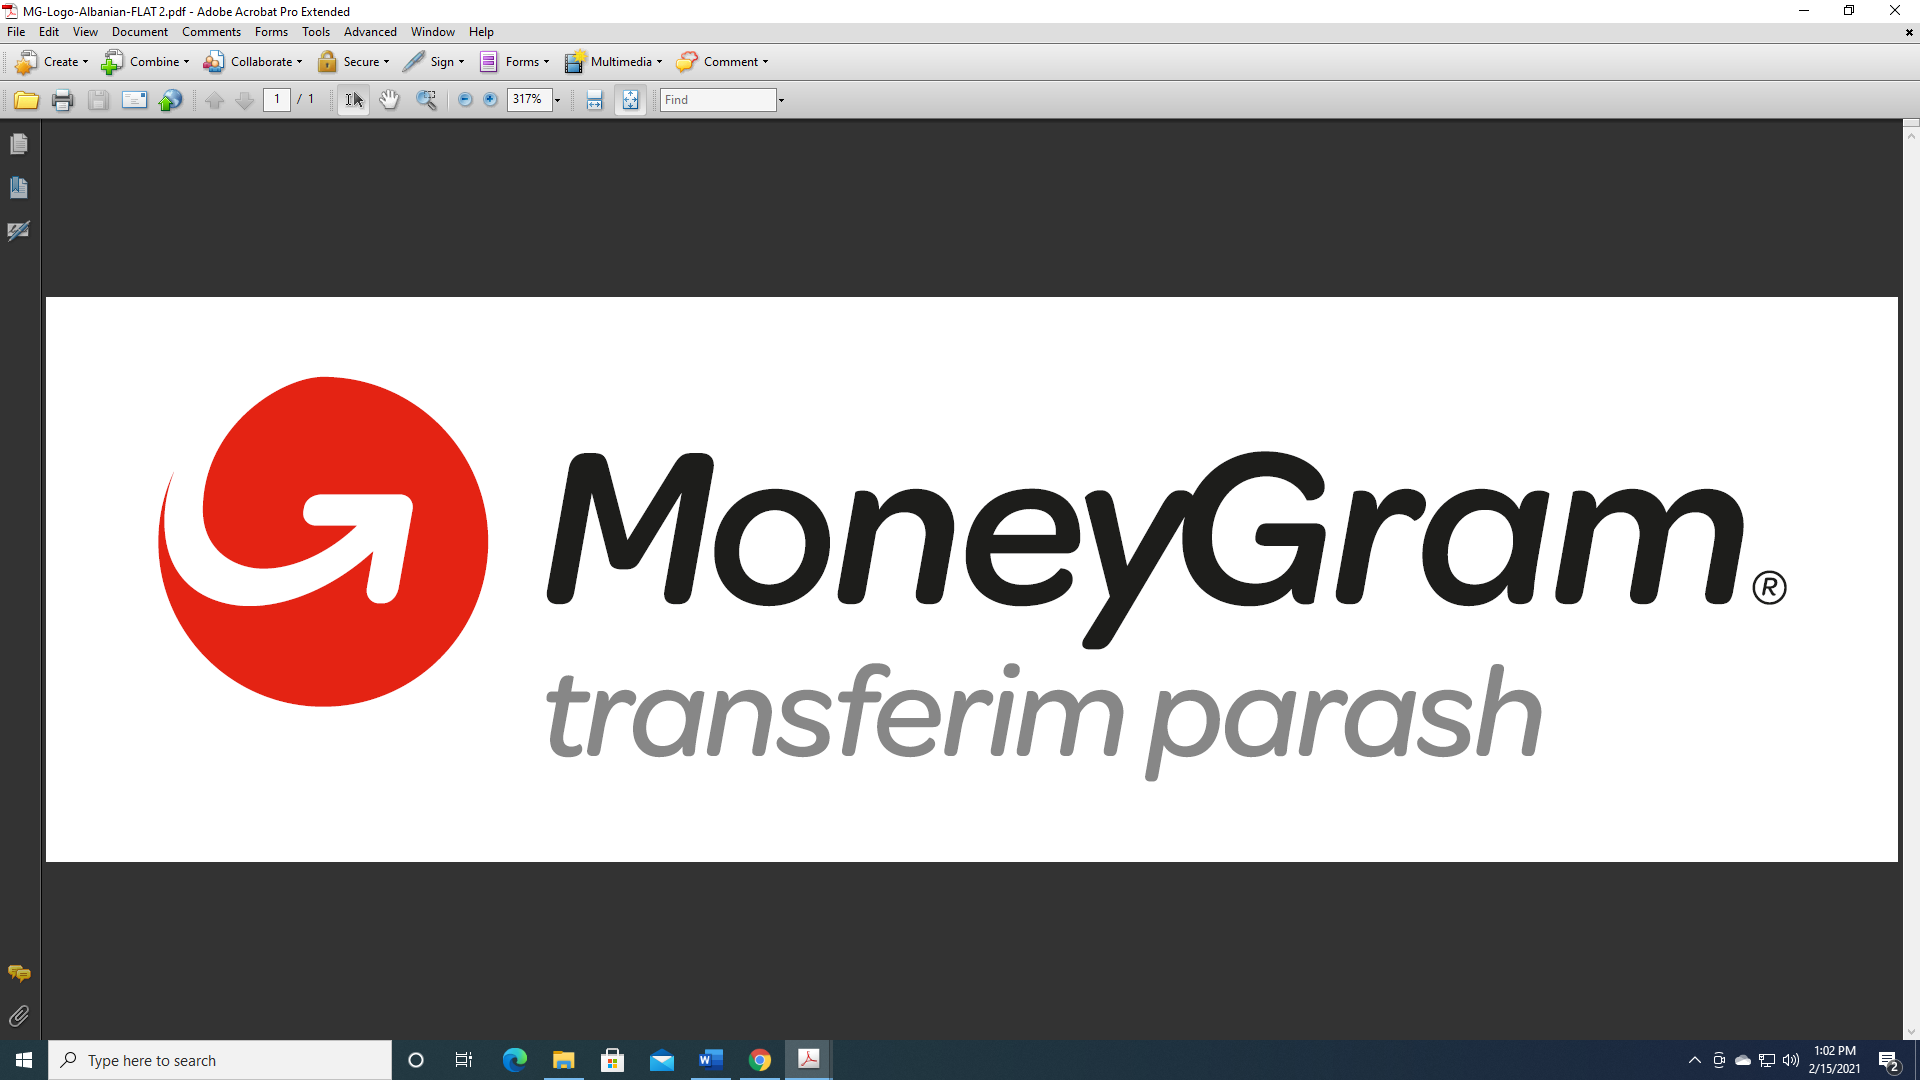 MG-Logo-Albanian-FLAT 2.pdf - Adobe Acrobat Pro Extended
File Edit View Document Comments Forms Tools Advanced Window Help
Create Combine Collaborate Secure Sign Forms Multimedia Comment
1 / 1 317% Find
MoneyGram®
transferim parash
Type here to search
1:02 PM
2/15/2021
2